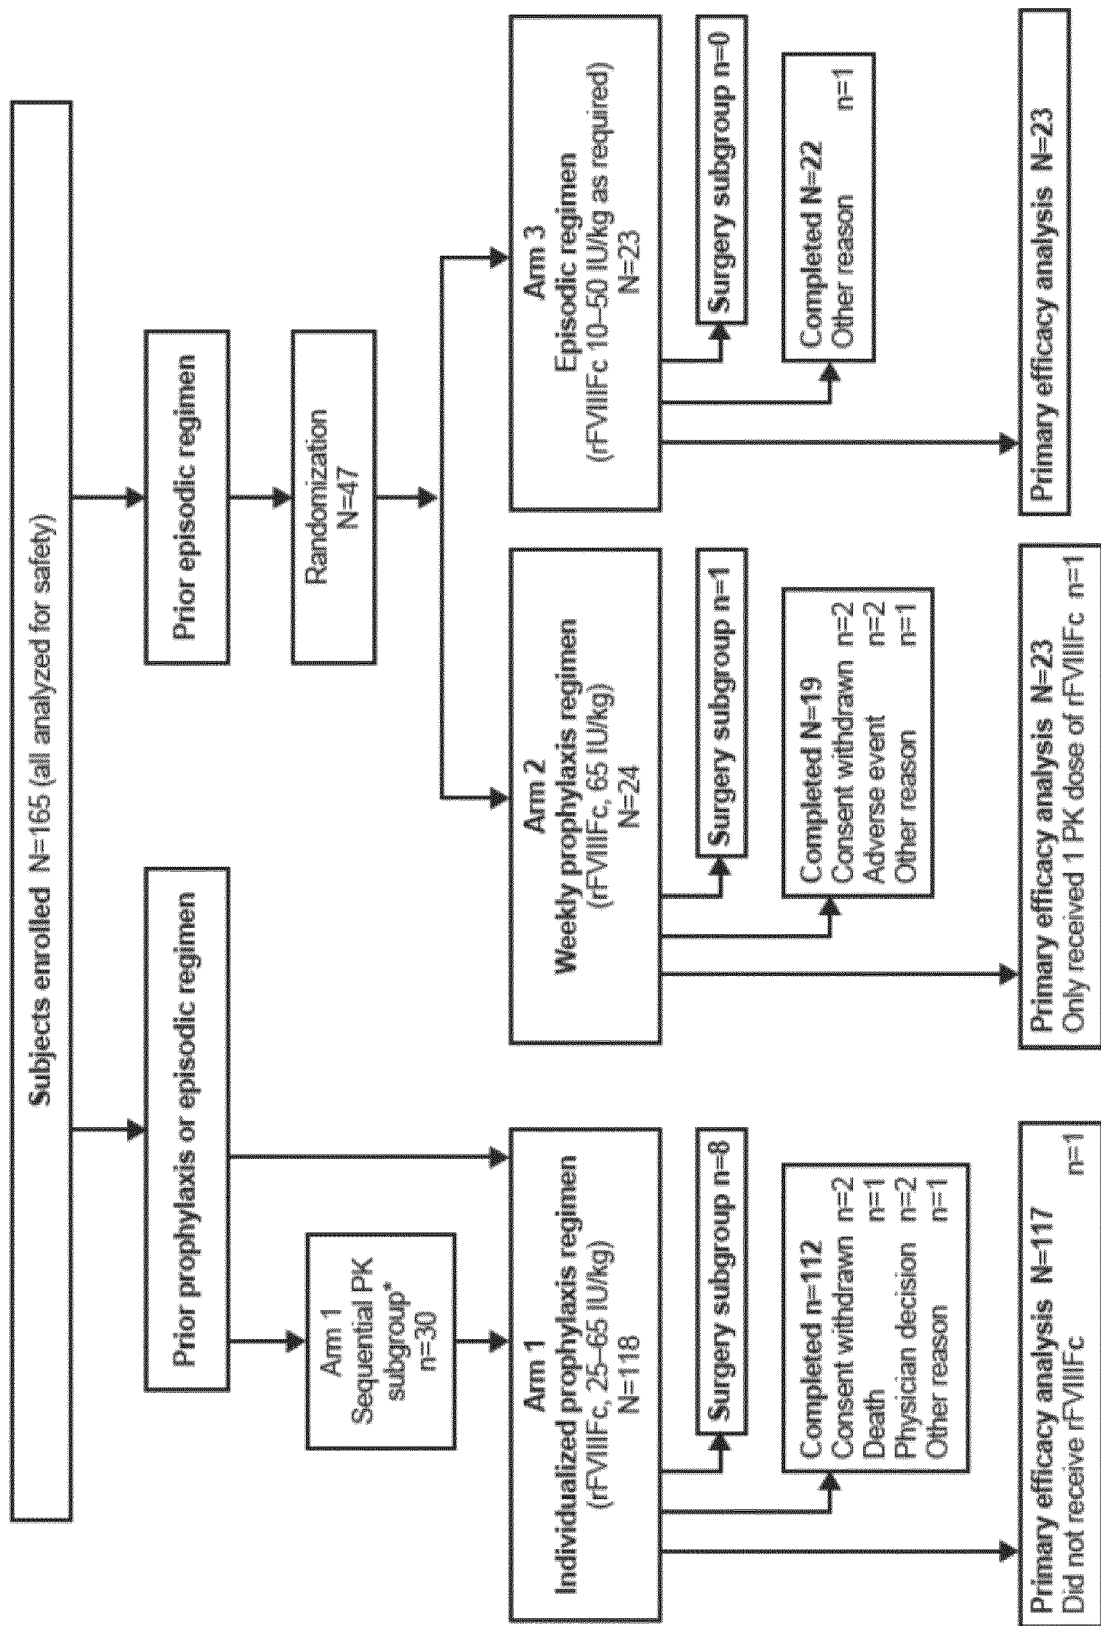 Subjects enrolled N=165 (all analyzed for safety)
Prior prophylaxis or episodic regimen
Prior episodic regimen
Arm 1
Sequential PK
subgroup*
n=30
Randomization
N=47
Arm 1
Individualized prophylaxis regimen
(rFVIIIFc, 25–65 IU/kg)
N=118
Arm 2
Weekly prophylaxis regimen
(rFVIIIFc, 65 IU/kg)
N=24
Arm 3
Episodic regimen
(rFVIIIFc 10–50 IU/kg as required)
N=23
Surgery subgroup n=8
Surgery subgroup n=1
Surgery subgroup n=0
Completed n=112
Consent withdrawn n=2
Death n=1
Physician decision n=2
Other reason n=1
Completed N=19
Consent withdrawn n=2
Adverse event n=2
Other reason n=1
Completed N=22
Other reason n=1
Primary efficacy analysis N=117
Did not receive rFVIIIFc n=1
Primary efficacy analysis N=23
Only received 1 PK dose of rFVIIIFc n=1
Primary efficacy analysis N=23